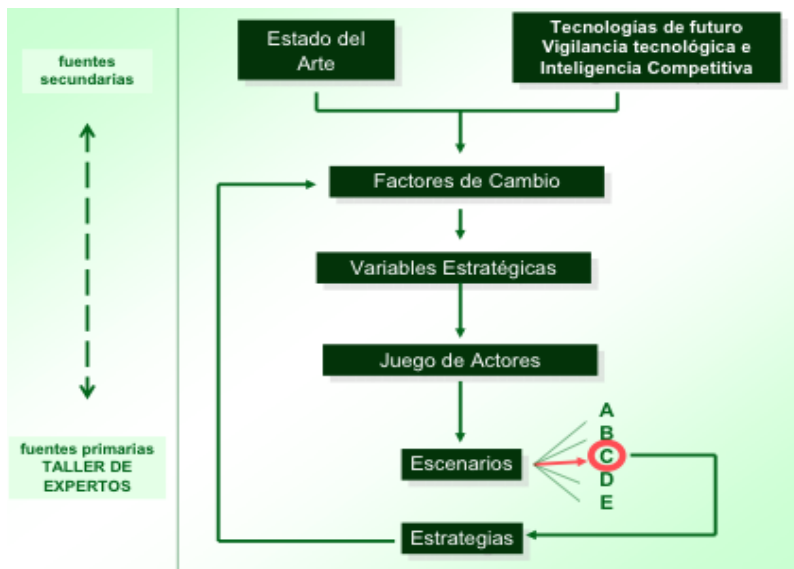 fuentes
secundarias
Estado del
Arte
Tecnologías de futuro
Vigilancia tecnológica e
Inteligencia Competitiva
Factores de Cambio
Variables Estratégicas
Juego de Actores
Escenarios
A
B
C
D
E
Estrategias
fuentes primarias
TALLER DE
EXPERTOS